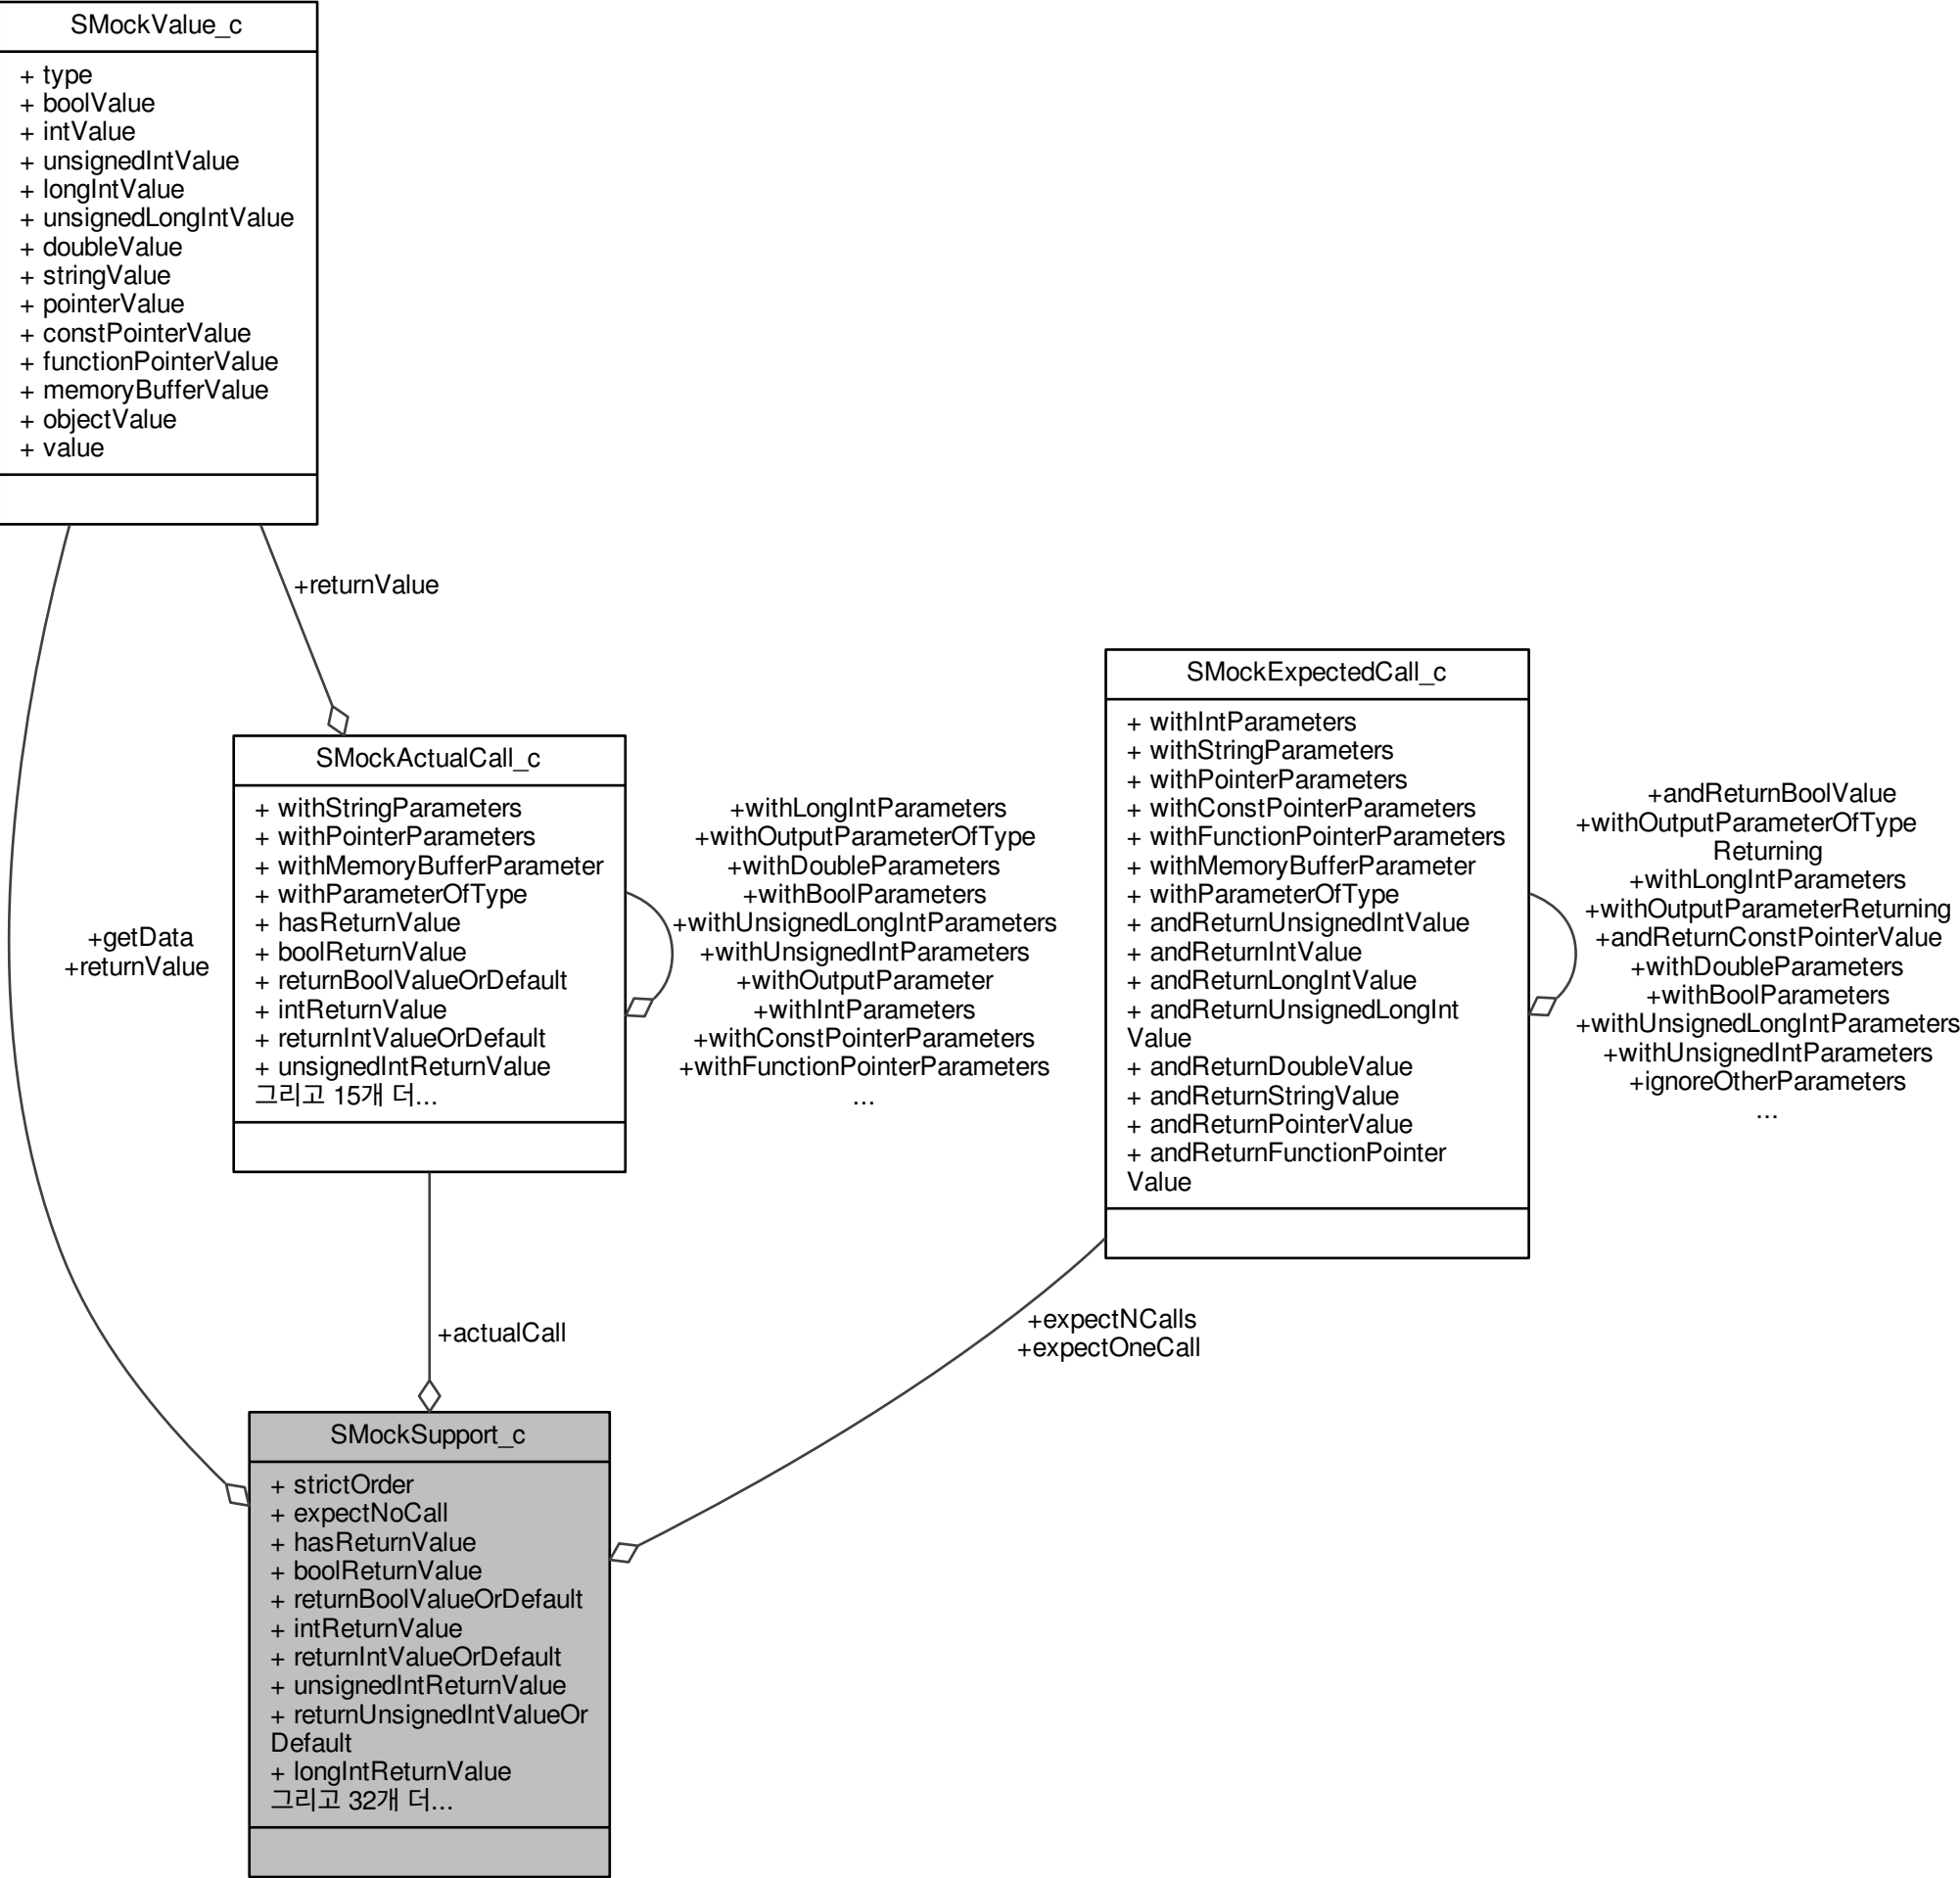 SMockValue_c
+ type
+ boolValue
+ intValue
+ unsignedIntValue
+ longIntValue
+ unsignedLongIntValue
+ doubleValue
+ stringValue
+ pointerValue
+ constPointerValue
+ functionPointerValue
+ memoryBufferValue
+ objectValue
+ value
+returnValue
+getData
+returnValue
SMockActualCall_c
+ withStringParameters
+ withPointerParameters
+ withMemoryBufferParameter
+ withParameterOfType
+ hasReturnValue
+ boolReturnValue
+ returnBoolValueOrDefault
+ intReturnValue
+ returnIntValueOrDefault
+ unsignedIntReturnValue
그리고 15개 더...
+withLongIntParameters
+withOutputParameterOfType
+withDoubleParameters
+withBoolParameters
+withUnsignedLongIntParameters
+withUnsignedIntParameters
+withOutputParameter
+withIntParameters
+withConstPointerParameters
+withFunctionPointerParameters
...
SMockExpectedCall_c
+ withIntParameters
+ withStringParameters
+ withPointerParameters
+ withConstPointerParameters
+ withFunctionPointerParameters
+ withMemoryBufferParameter
+ withParameterOfType
+ andReturnUnsignedIntValue
+ andReturnIntValue
+ andReturnLongIntValue
+ andReturnUnsignedLongInt
Value
+ andReturnDoubleValue
+ andReturnStringValue
+ andReturnPointerValue
+ andReturnFunctionPointer
Value
+andReturnBoolValue
+withOutputParameterOfType
Returning
+withLongIntParameters
+withOutputParameterReturning
+andReturnConstPointerValue
+withDoubleParameters
+withBoolParameters
+withUnsignedLongIntParameters
+withUnsignedIntParameters
+ignoreOtherParameters
...
+actualCall
+expectNCalls
+expectOneCall
SMockSupport_c
+ strictOrder
+ expectNoCall
+ hasReturnValue
+ boolReturnValue
+ returnBoolValueOrDefault
+ intReturnValue
+ returnIntValueOrDefault
+ unsignedIntReturnValue
+ returnUnsignedIntValueOr
Default
+ longIntReturnValue
그리고 32개 더...